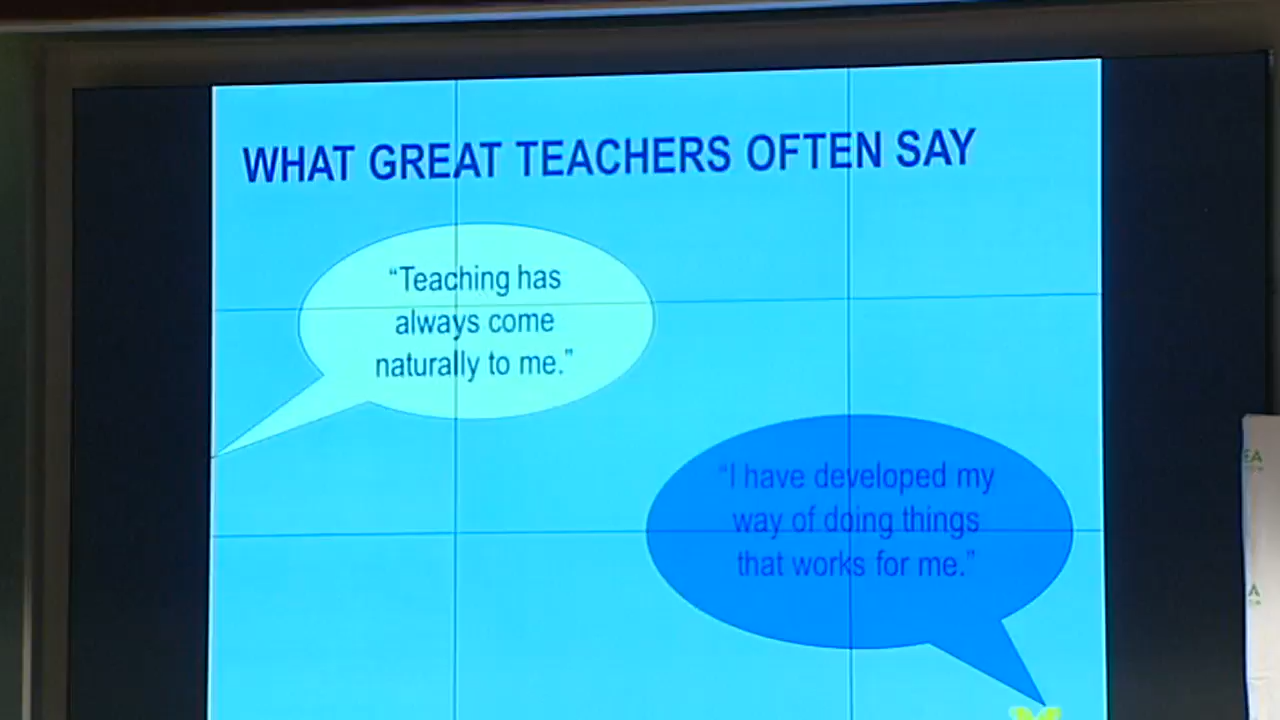 WHAT GREAT TEACHERS OFTEN SAY
“Teaching has
always come
naturally to me.”
“I have developed my
way of doing things
that works for me.”
EA
A